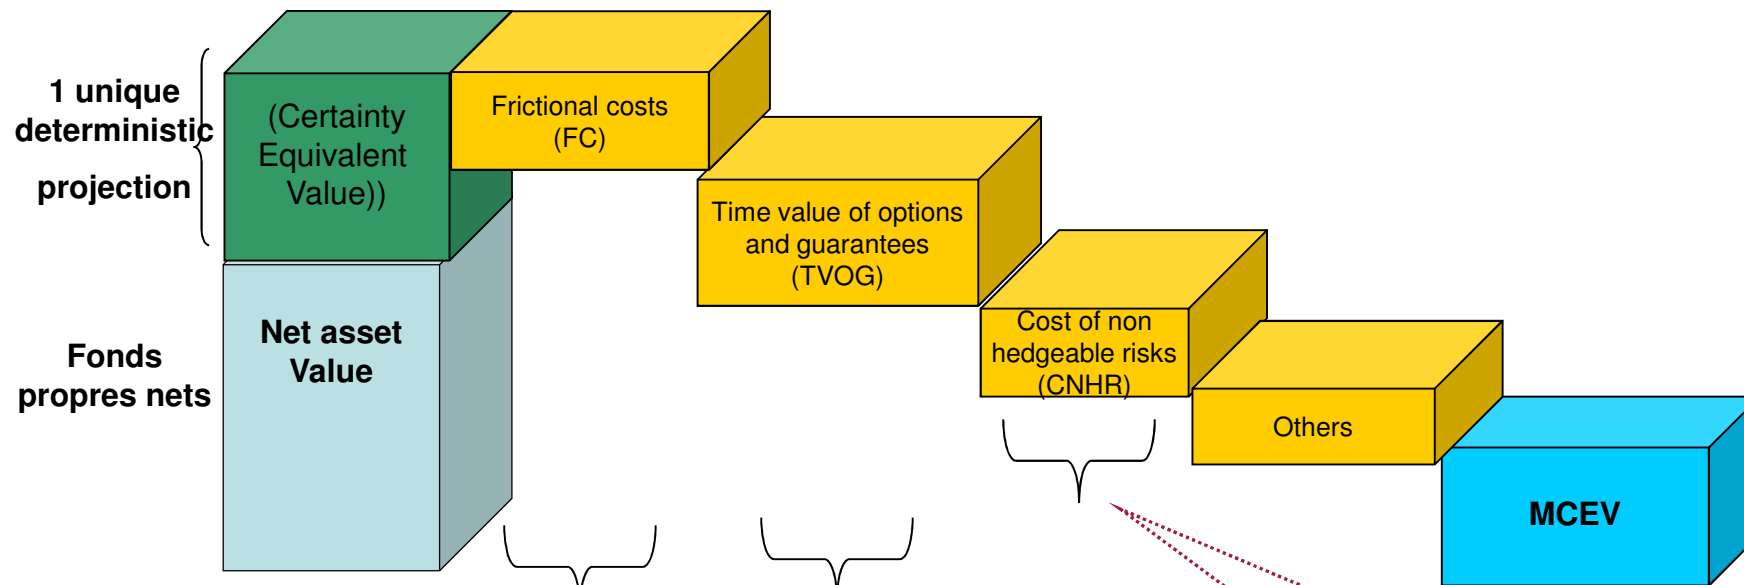 1 unique
deterministic
projection
(Certainty
Equivalent
Value))
Frictional costs
(FC)
Time value of options
and guarantees
(TVOG)
Cost of non
hedgeable risks
(CNHR)
Others
MCEV
Fonds
propres nets
Net asset
Value